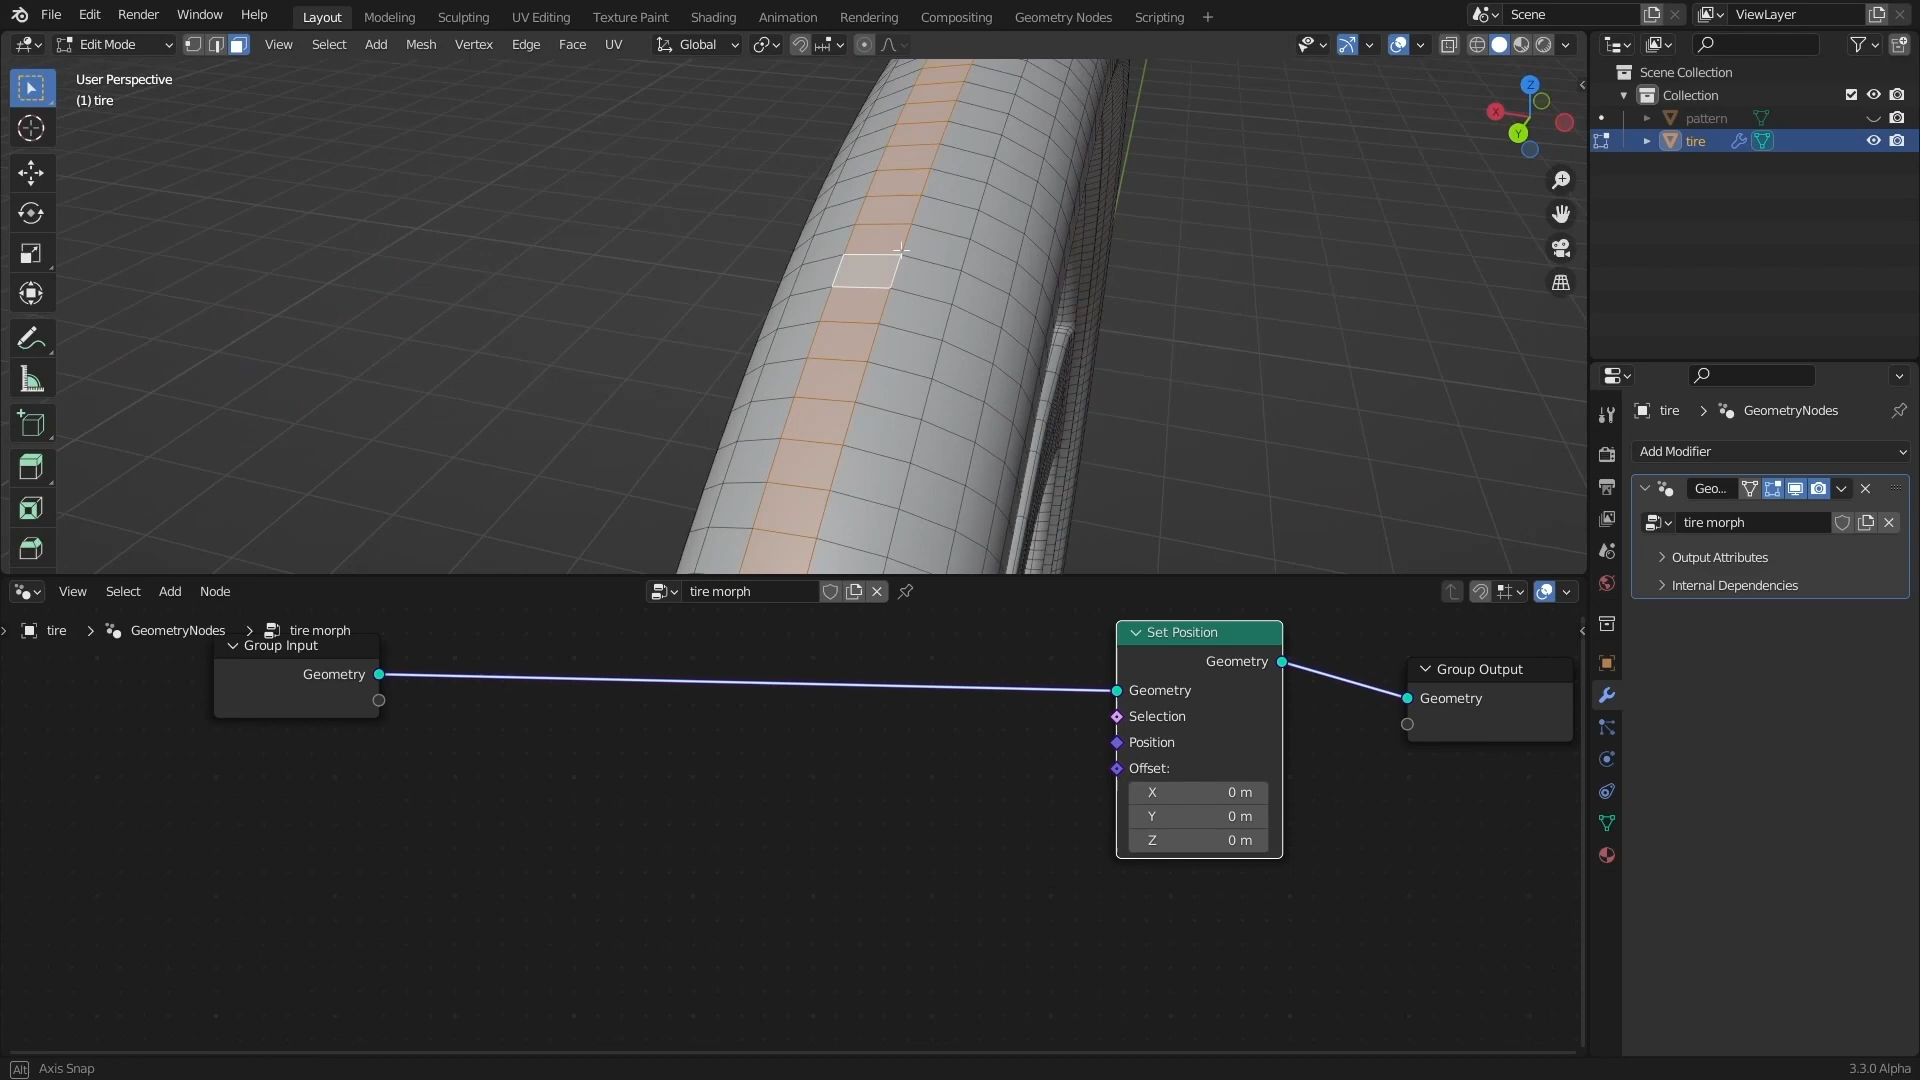 File Edit Render Window Help Layout Modeling Sculpting UV Editing Texture Paint Shading Animation Rendering Compositing Geometry Nodes Scripting + Scene ViewLayer
Edit Mode View Select Add Mesh Vertex Edge Face UV Global
User Perspective
(1) tire
Z
X
Y
Scene Collection
Collection
pattern
tire
tire > GeometryNodes
Add Modifier
Geo...
tire morph
Output Attributes
Internal Dependencies
View Select Add Node tire morph
tire > GeometryNodes > tire morph
Group Input
Geometry
Set Position
Geometry
Geometry
Selection
Position
Offset:
X 0 m
Y 0 m
Z 0 m
Group Output
Geometry
Alt Axis Snap
3.3.0 Alpha